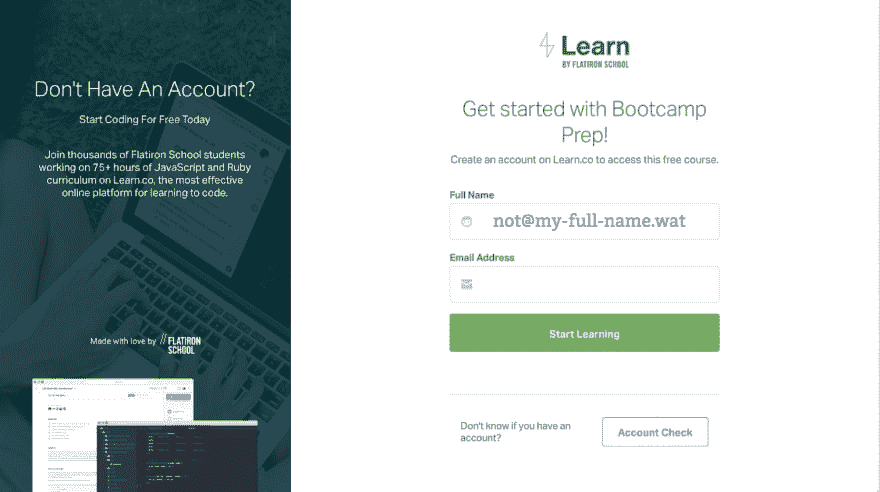 Don't Have An Account?
Start Coding For Free Today
Join thousands of Flatiron School students
working on 75+ hours of JavaScript and Ruby
curriculum on Learn.co, the most effective
online platform for learning to code.
Made with love by // FLATIRON
SCHOOL
Learn
BY FLATIRON SCHOOL
Get started with Bootcamp
Prep!
Create an account on Learn.co to access this free course.
Full Name
not@my-full-name.wat
Email Address
Start Learning
Don't know if you have an
account?
Account Check